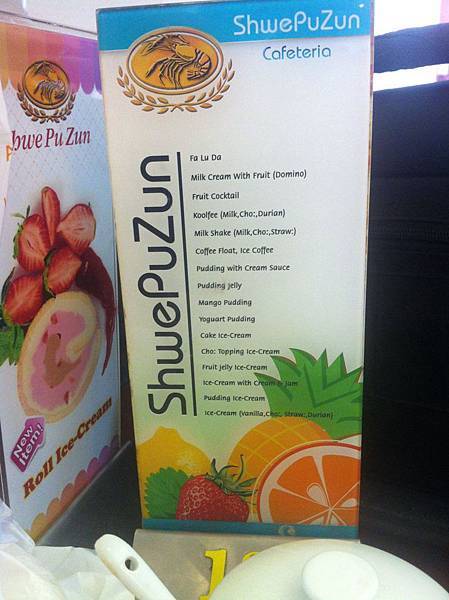 ShwePuZun
Cafeteria
ShwePuZun
Fa Lu Da
Milk Cream With Fruit (Domino)
Fruit Cocktail
Koolfee (Milk,Cho:,Durian)
Milk Shake (Milk,Cho:,Straw:)
Coffee Float, Ice Coffee
Pudding with Cream Sauce
Pudding Jelly
Mango Pudding
Yoguart Pudding
Cake Ice-Cream
Cho: Topping Ice-Cream
Fruit jelly Ice-Cream
Ice-Cream with Cream & Jam
Pudding Ice-Cream
Ice-Cream (Vanilla,Cho:, Straw:,Durian)
hwe Pu Zun
New
Item!
Roll Ice-Cream